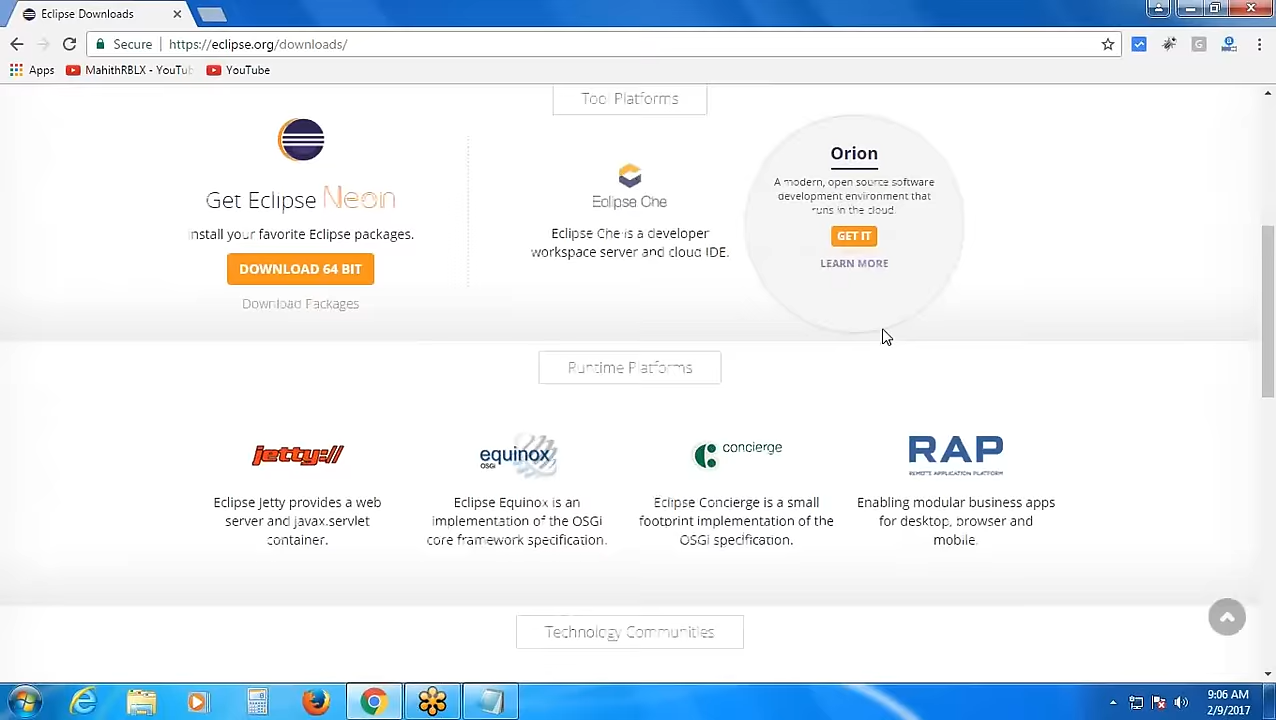 Eclipse Downloads
Secure
https://eclipse.org/downloads/
G
Apps
MahithRBLX - YouTub
YouTube
Tool Platforms
Get Eclipse Neon
Install your favorite Eclipse packages.
DOWNLOAD 64 BIT
Download Packages
Eclipse Che
Eclipse Che is a developer
workspace server and cloud IDE.
Orion
A modern, open source software
development environment that
runs in the cloud.
GET IT
LEARN MORE
Runtime Platforms
jetty://
Eclipse Jetty provides a web
server and javax.servlet
container.
equinox
OSGi
Eclipse Equinox is an
implementation of the OSGi
core framework specification.
concierge
Eclipse Concierge is a small
footprint implementation of the
OSGi specification.
RAP
REMOTE APPLICATION PLATFORM
Enabling modular business apps
for desktop, browser and
mobile.
Technology Communities
9:06 AM
2/9/2017